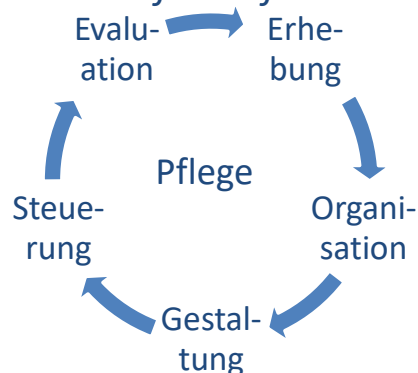 Evalu-
ation
Erhe-
bung
Pflege
Steue-
rung
Organi-
sation
Gestal-
tung